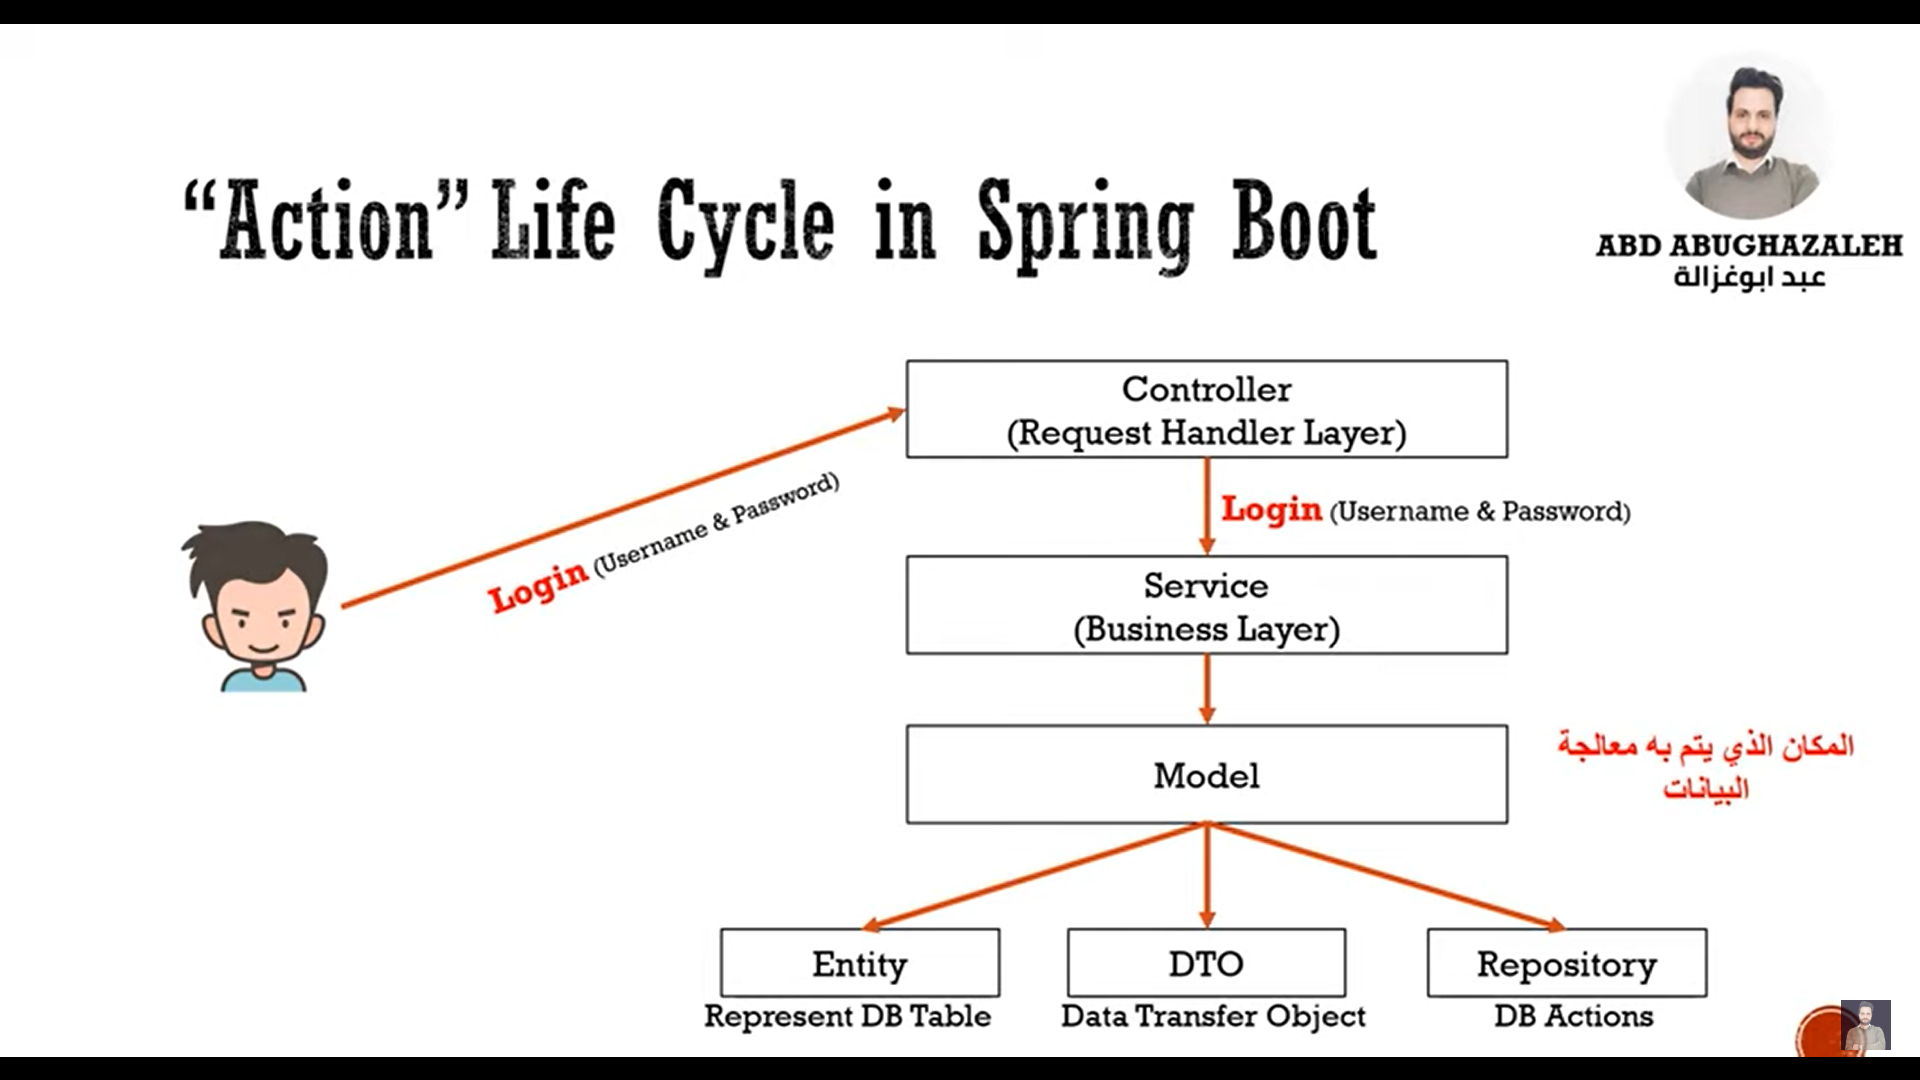 “Action” Life Cycle in Spring Boot
ABD ABUGHAZALEH
عبد ابوغزالة
Controller
(Request Handler Layer)
Login (Username & Password)
Login (Username & Password)
Service
(Business Layer)
Model
المكان الذي يتم به معالجة
البيانات
Entity
Represent DB Table
DTO
Data Transfer Object
Repository
DB Actions